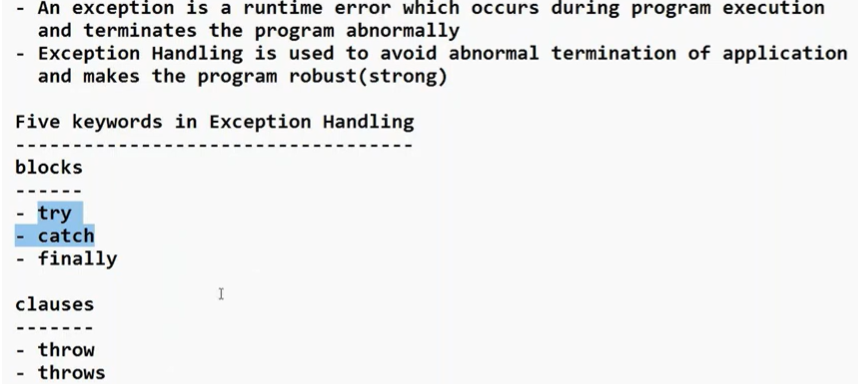 - An exception is a runtime error which occurs during program execution
  and terminates the program abnormally
- Exception Handling is used to avoid abnormal termination of application
  and makes the program robust(strong)

Five keywords in Exception Handling
-----------------------------------
blocks
------
- try
- catch
- finally

clauses
-------
- throw
- throws